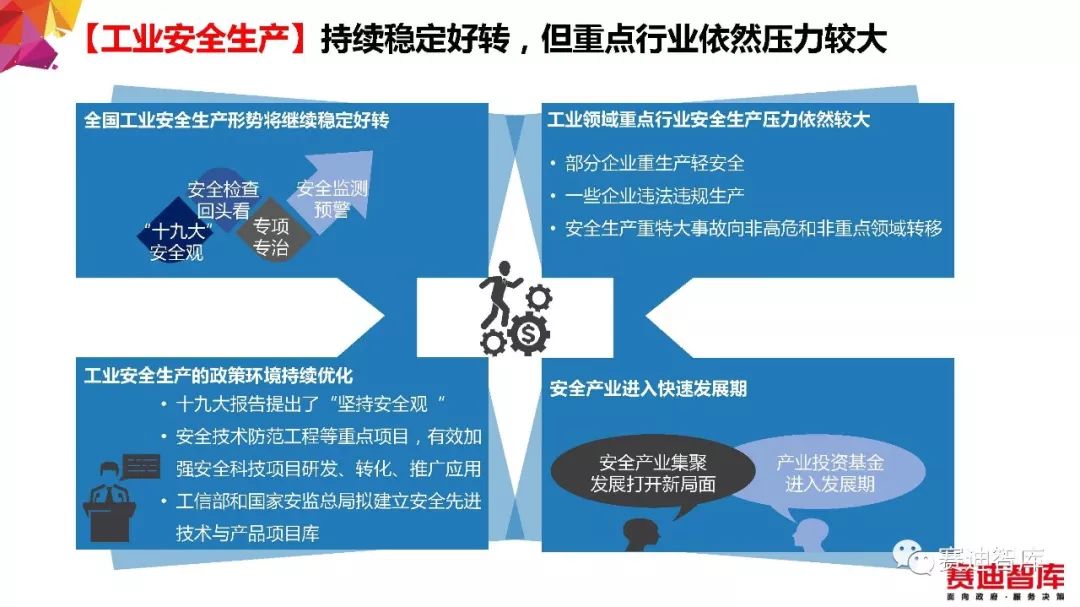 【工业安全生产】持续稳定好转，但重点行业依然压力较大
全国工业安全生产形势将继续稳定好转
“十九大”
安全观
安全检查
回头看
专项
专治
安全监测
预警
工业领域重点行业安全生产压力依然较大
• 部分企业重生产轻安全
• 一些企业违法违规生产
• 安全生产重特大事故向非高危和非重点领域转移
$
工业安全生产的政策环境持续优化
• 十九大报告提出了“坚持安全观“
• 安全技术防范工程等重点项目，有效加
强安全科技项目研发、转化、推广应用
• 工信部和国家安监总局拟建立安全先进
技术与产品项目库
安全产业进入快速发展期
安全产业集聚
发展打开新局面
产业投资基金
进入发展期
赛迪智库
赛迪智库
面向政府·服务决策